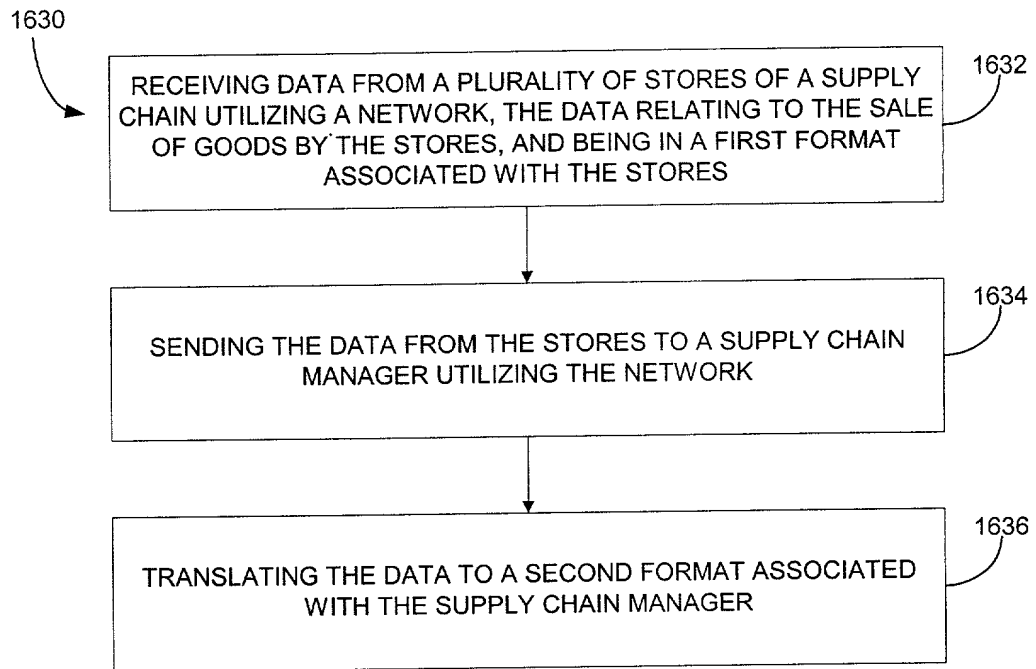 1630
RECEIVING DATA FROM A PLURALITY OF STORES OF A SUPPLY
CHAIN UTILIZING A NETWORK, THE DATA RELATING TO THE SALE
OF GOODS BY THE STORES, AND BEING IN A FIRST FORMAT
ASSOCIATED WITH THE STORES
1632
SENDING THE DATA FROM THE STORES TO A SUPPLY CHAIN
MANAGER UTILIZING THE NETWORK
1634
TRANSLATING THE DATA TO A SECOND FORMAT ASSOCIATED
WITH THE SUPPLY CHAIN MANAGER
1636